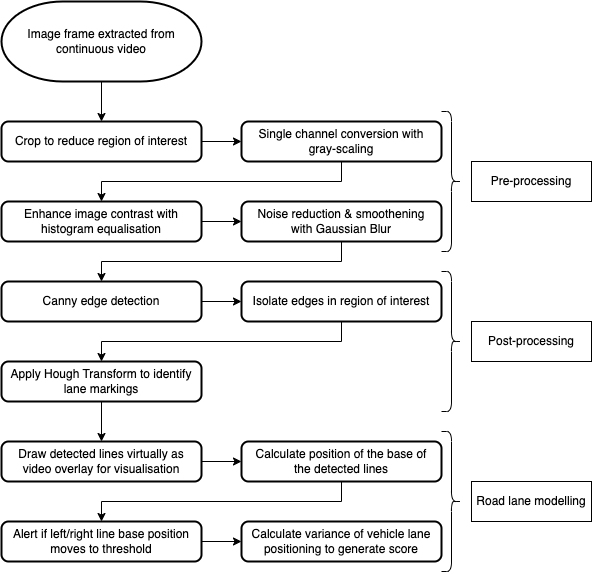 Image frame extracted from
continuous video
Crop to reduce region of interest
Single channel conversion with
gray-scaling
Pre-processing
Enhance image contrast with
histogram equalisation
Noise reduction & smoothening
with Gaussian Blur
Canny edge detection
Isolate edges in region of interest
Post-processing
Apply Hough Transform to identify
lane markings
Draw detected lines virtually as
video overlay for visualisation
Calculate position of the base of
the detected lines
Road lane modelling
Alert if left/right line base position
moves to threshold
Calculate variance of vehicle lane
positioning to generate score